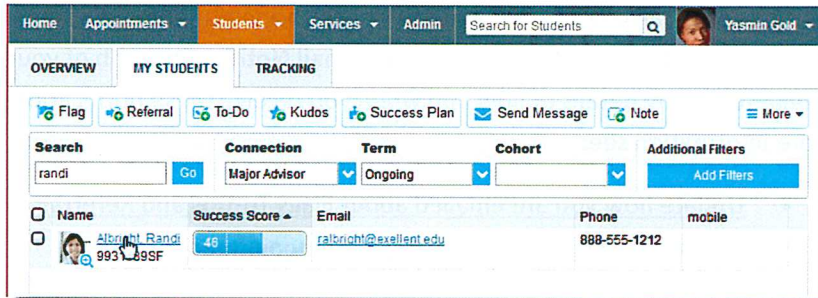 Home Appointments Students Services Admin Search for Students Yasmin Gold
OVERVIEW MY STUDENTS TRACKING
Flag Referral To-Do Kudos Success Plan Send Message Note More
Search Connection Term Cohort Additional Filters
randi Go Major Advisor Ongoing Add Filters
Name Success Score Email Phone mobile
Albright, Randi 46 ralbright@exellent.edu 888-555-1212